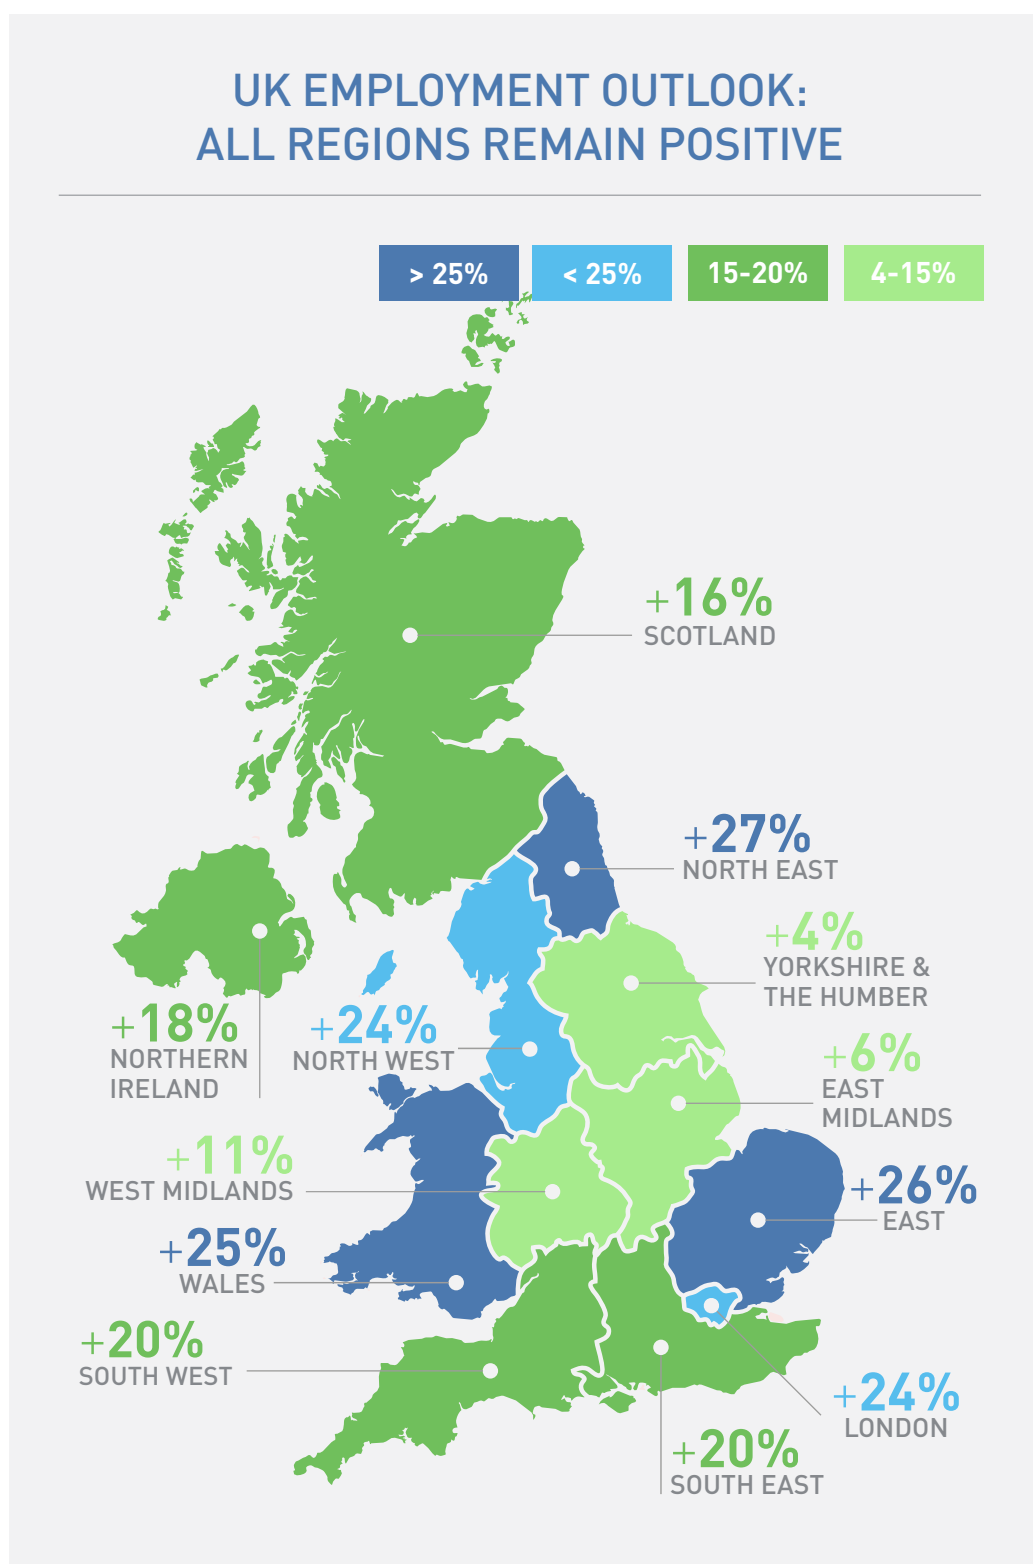 UK EMPLOYMENT OUTLOOK:
ALL REGIONS REMAIN POSITIVE
> 25%
< 25%
15-20%
4-15%
+16%
SCOTLAND
+27%
NORTH EAST
+4%
YORKSHIRE &
THE HUMBER
+18%
NORTHERN
IRELAND
+24%
NORTH WEST
+6%
EAST
MIDLANDS
+11%
WEST MIDLANDS
+26%
EAST
+25%
WALES
+20%
SOUTH WEST
+24%
LONDON
+20%
SOUTH EAST